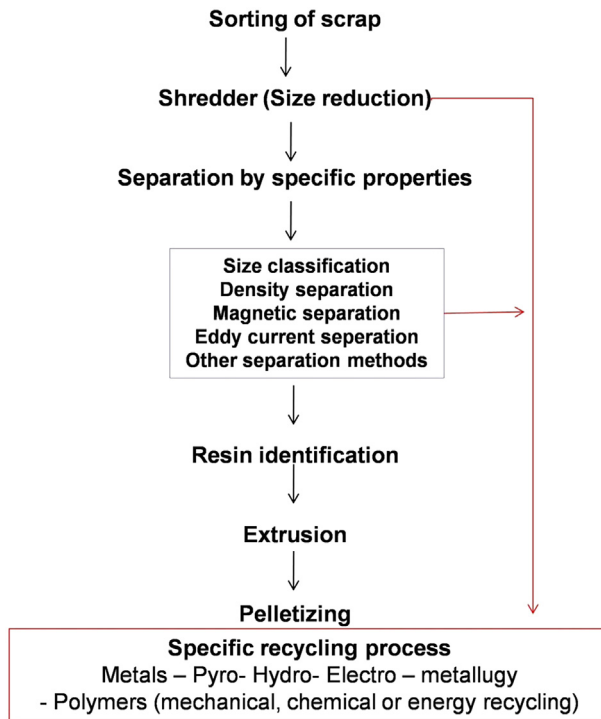 Sorting of scrap
Shredder (Size reduction)
Separation by specific properties
Size classification
Density separation
Magnetic separation
Eddy current seperation
Other separation methods
Resin identification
Extrusion
Pelletizing
Specific recycling process
Metals – Pyro- Hydro- Electro – metallugy
- Polymers (mechanical, chemical or energy recycling)